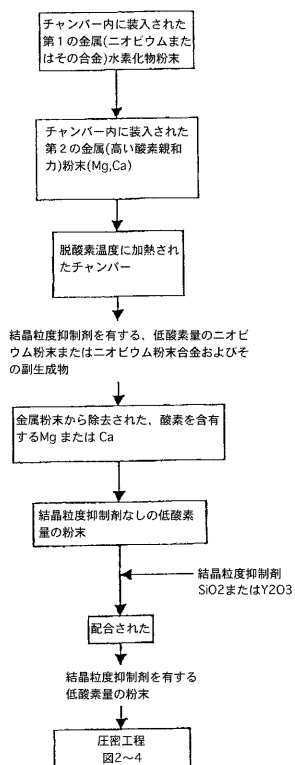 チャンバー内に装入された
第1の金属(ニオビウムまた
はその合金)水素化物粉末
チャンバー内に装入された
第2の金属(高い酸素親和
力)粉末(Mg,Ca)
脱酸素温度に加熱され
たチャンバー
結晶粒度抑制剤を有する、低酸素量のニオビ
ウム粉末またはニオビウム粉末合金およびそ
の副生成物
金属粉末から除去された、酸素を含有
するMg または Ca
結晶粒度抑制剤なしの低酸素
量の粉末
結晶粒度抑制剤
SiO2またはY2O3
配合された
結晶粒度抑制剤を有する
低酸素量の粉末
圧密工程
図2〜4